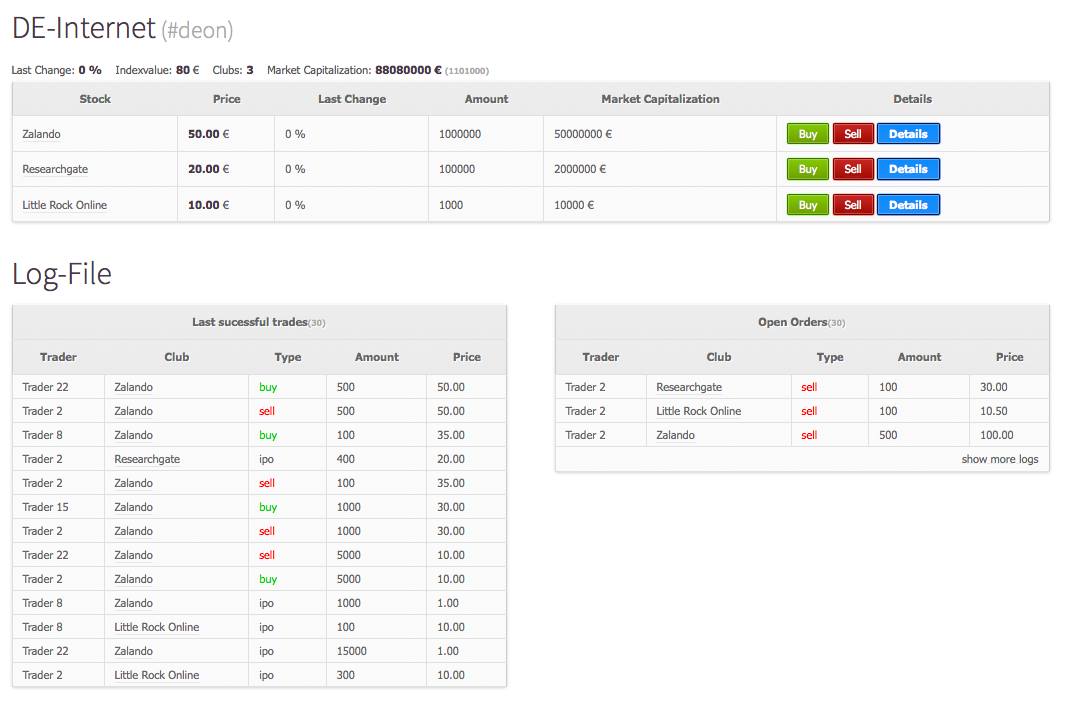 DE-Internet (#deon)
Last Change: 0 % Indexvalue: 80 € Clubs: 3 Market Capitalization: 88080000 € (1101000)
Stock Price Last Change Amount Market Capitalization Details
Zalando 50.00 € 0 % 1000000 50000000 € Buy Sell Details
Researchgate 20.00 € 0 % 100000 2000000 € Buy Sell Details
Little Rock Online 10.00 € 0 % 1000 10000 € Buy Sell Details
Log-File
Last sucessful trades(30)
Trader Club Type Amount Price
Trader 22 Zalando buy 500 50.00
Trader 2 Zalando sell 500 50.00
Trader 8 Zalando buy 100 35.00
Trader 2 Researchgate ipo 400 20.00
Trader 2 Zalando sell 100 35.00
Trader 15 Zalando buy 1000 30.00
Trader 2 Zalando sell 1000 30.00
Trader 22 Zalando sell 5000 10.00
Trader 2 Zalando buy 5000 10.00
Trader 8 Zalando ipo 1000 1.00
Trader 8 Little Rock Online ipo 100 10.00
Trader 22 Zalando ipo 15000 1.00
Trader 2 Little Rock Online ipo 300 10.00
Open Orders(30)
Trader Club Type Amount Price
Trader 2 Researchgate sell 100 30.00
Trader 2 Little Rock Online sell 100 10.50
Trader 2 Zalando sell 500 100.00
show more logs